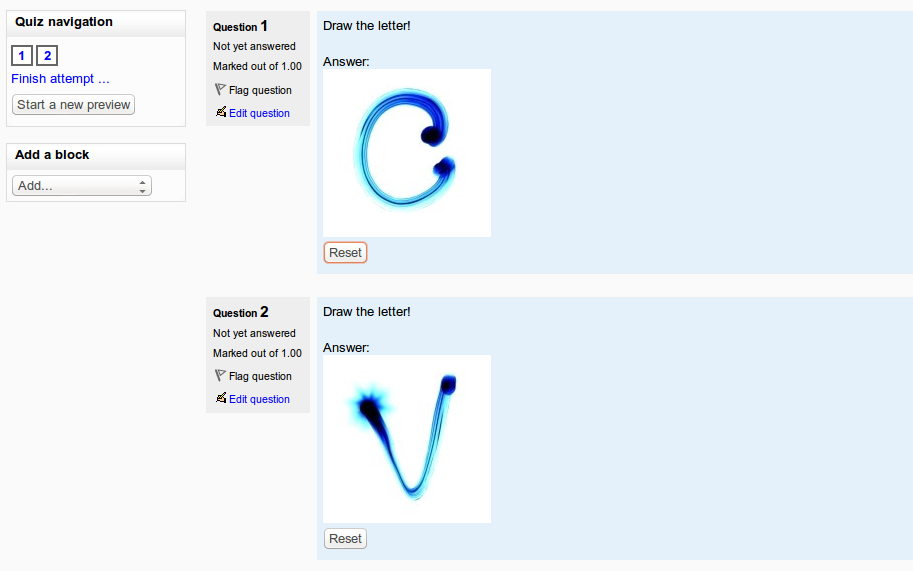 Quiz navigation
1 2
Finish attempt ...
Start a new preview
Add a block
Add...
Question 1
Not yet answered
Marked out of 1.00
Flag question
Edit question
Draw the letter!
Answer:
C
Reset
Question 2
Not yet answered
Marked out of 1.00
Flag question
Edit question
Draw the letter!
Answer:
V
Reset